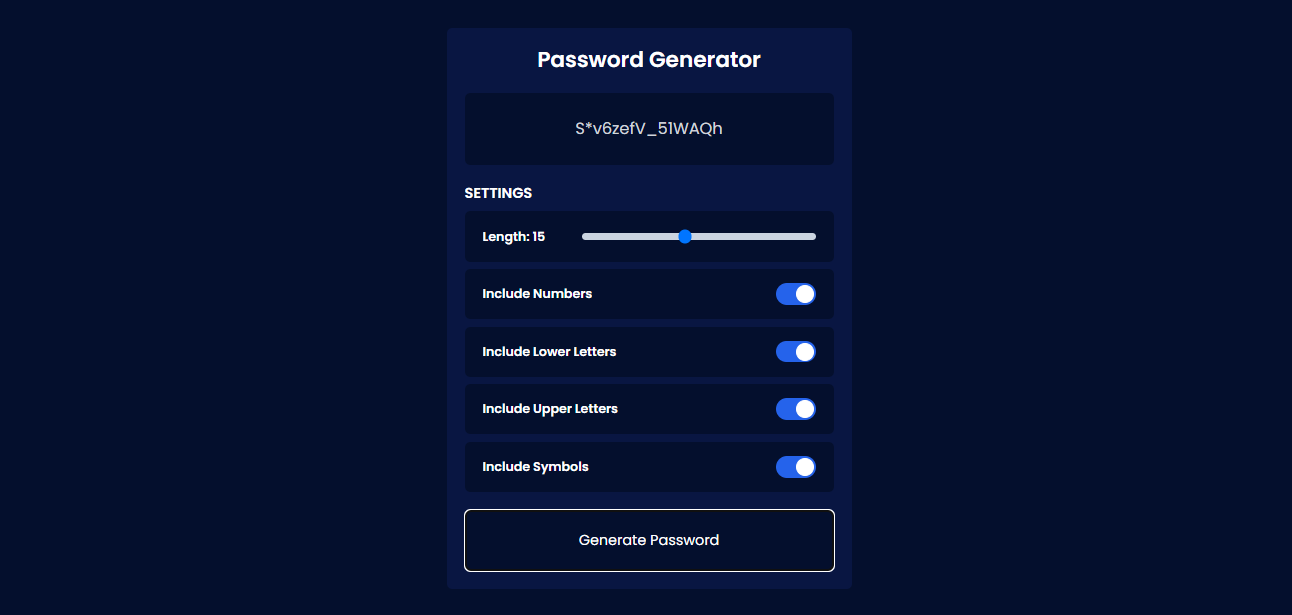 Password Generator
S*v6zefV_51WAQh
SETTINGS
Length: 15
Include Numbers
Include Lower Letters
Include Upper Letters
Include Symbols
Generate Password